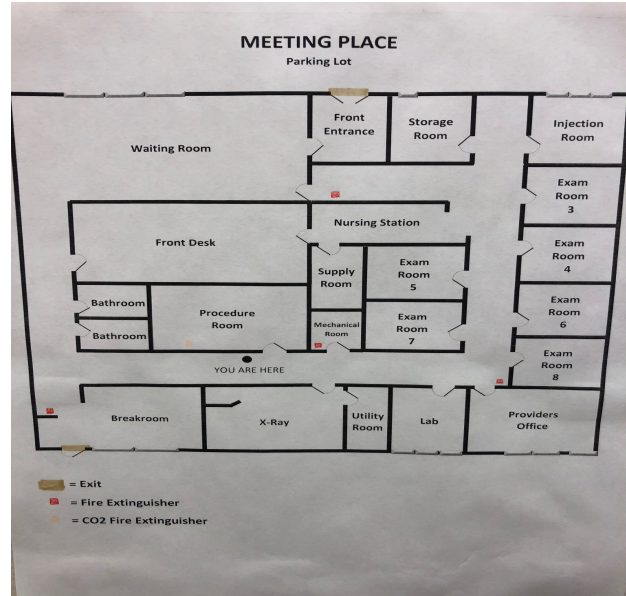 MEETING PLACE
Parking Lot
Front
Entrance
Storage
Room
Injection
Room
Waiting Room
Exam
Room
3
Nursing Station
Front Desk
Exam
Room
4
Supply
Room
Exam
Room
5
Bathroom
Procedure
Room
Exam
Room
6
Bathroom
Mechanical
Room
Exam
Room
7
Exam
Room
8
YOU ARE HERE
Breakroom
X-Ray
Utility
Room
Lab
Providers
Office
= Exit
= Fire Extinguisher
= CO2 Fire Extinguisher